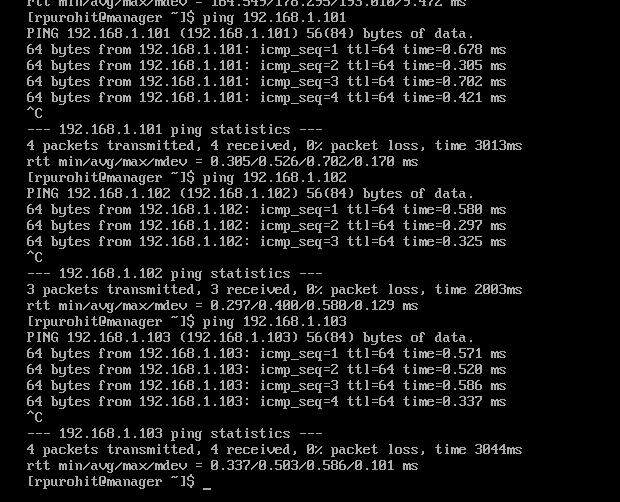 rtt min/avg/max/mdev = 164.549/178.295/193.010/9.472 ms
[rpurohit@manager ~]$ ping 192.168.1.101
PING 192.168.1.101 (192.168.1.101) 56(84) bytes of data.
64 bytes from 192.168.1.101: icmp_seq=1 ttl=64 time=0.678 ms
64 bytes from 192.168.1.101: icmp_seq=2 ttl=64 time=0.305 ms
64 bytes from 192.168.1.101: icmp_seq=3 ttl=64 time=0.702 ms
64 bytes from 192.168.1.101: icmp_seq=4 ttl=64 time=0.421 ms
^C
--- 192.168.1.101 ping statistics ---
4 packets transmitted, 4 received, 0% packet loss, time 3013ms
rtt min/avg/max/mdev = 0.305/0.526/0.702/0.170 ms
[rpurohit@manager ~]$ ping 192.168.1.102
PING 192.168.1.102 (192.168.1.102) 56(84) bytes of data.
64 bytes from 192.168.1.102: icmp_seq=1 ttl=64 time=0.580 ms
64 bytes from 192.168.1.102: icmp_seq=2 ttl=64 time=0.297 ms
64 bytes from 192.168.1.102: icmp_seq=3 ttl=64 time=0.325 ms
^C
--- 192.168.1.102 ping statistics ---
3 packets transmitted, 3 received, 0% packet loss, time 2003ms
rtt min/avg/max/mdev = 0.297/0.400/0.580/0.129 ms
[rpurohit@manager ~]$ ping 192.168.1.103
PING 192.168.1.103 (192.168.1.103) 56(84) bytes of data.
64 bytes from 192.168.1.103: icmp_seq=1 ttl=64 time=0.571 ms
64 bytes from 192.168.1.103: icmp_seq=2 ttl=64 time=0.520 ms
64 bytes from 192.168.1.103: icmp_seq=3 ttl=64 time=0.586 ms
64 bytes from 192.168.1.103: icmp_seq=4 ttl=64 time=0.337 ms
^C
--- 192.168.1.103 ping statistics ---
4 packets transmitted, 4 received, 0% packet loss, time 3044ms
rtt min/avg/max/mdev = 0.337/0.503/0.586/0.101 ms
[rpurohit@manager ~]$ _